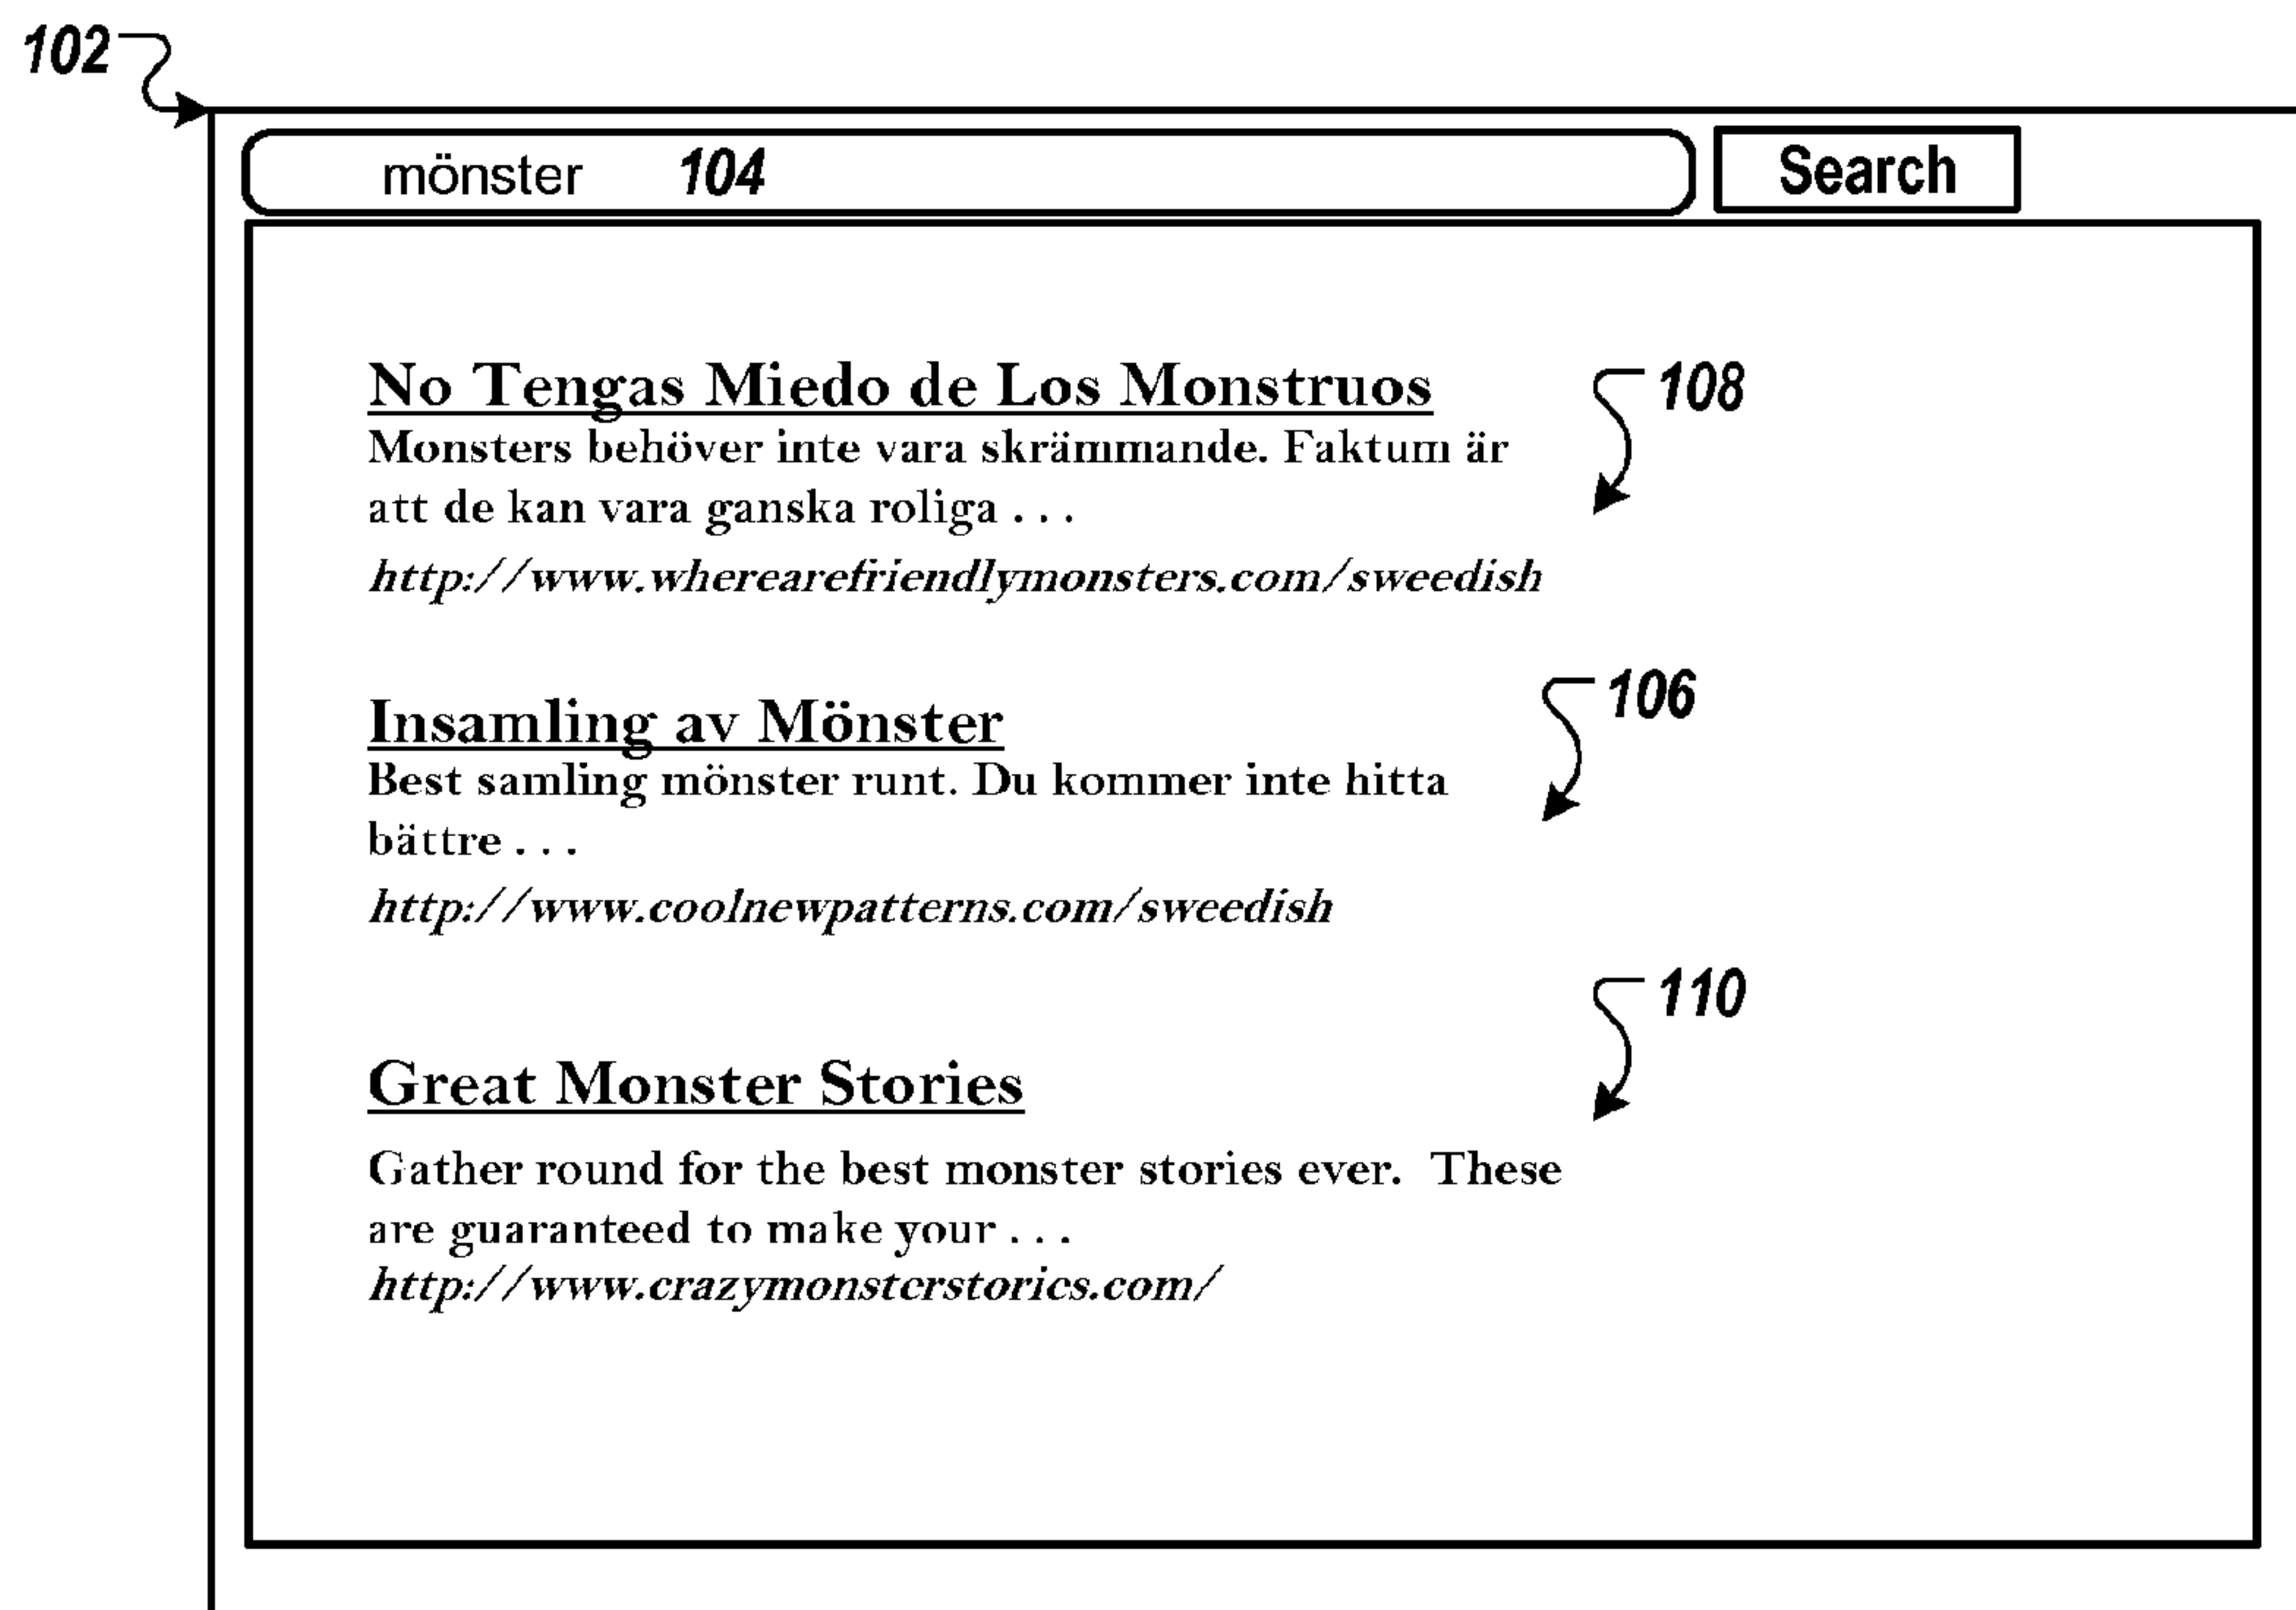 102
mönster 104 Search
No Tengas Miedo de Los Monstruos 108
Monsters behöver inte vara skrämmande. Faktum är
att de kan vara ganska roliga . . .
http://www.wherearefriendlymonsters.com/sweedish
106
Insamling av Mönster
Best samling mönster runt. Du kommer inte hitta
bättre . . .
http://www.coolnewpatterns.com/sweedish
110
Great Monster Stories
Gather round for the best monster stories ever. These
are guaranteed to make your . . .
http://www.crazymonsterstories.com/